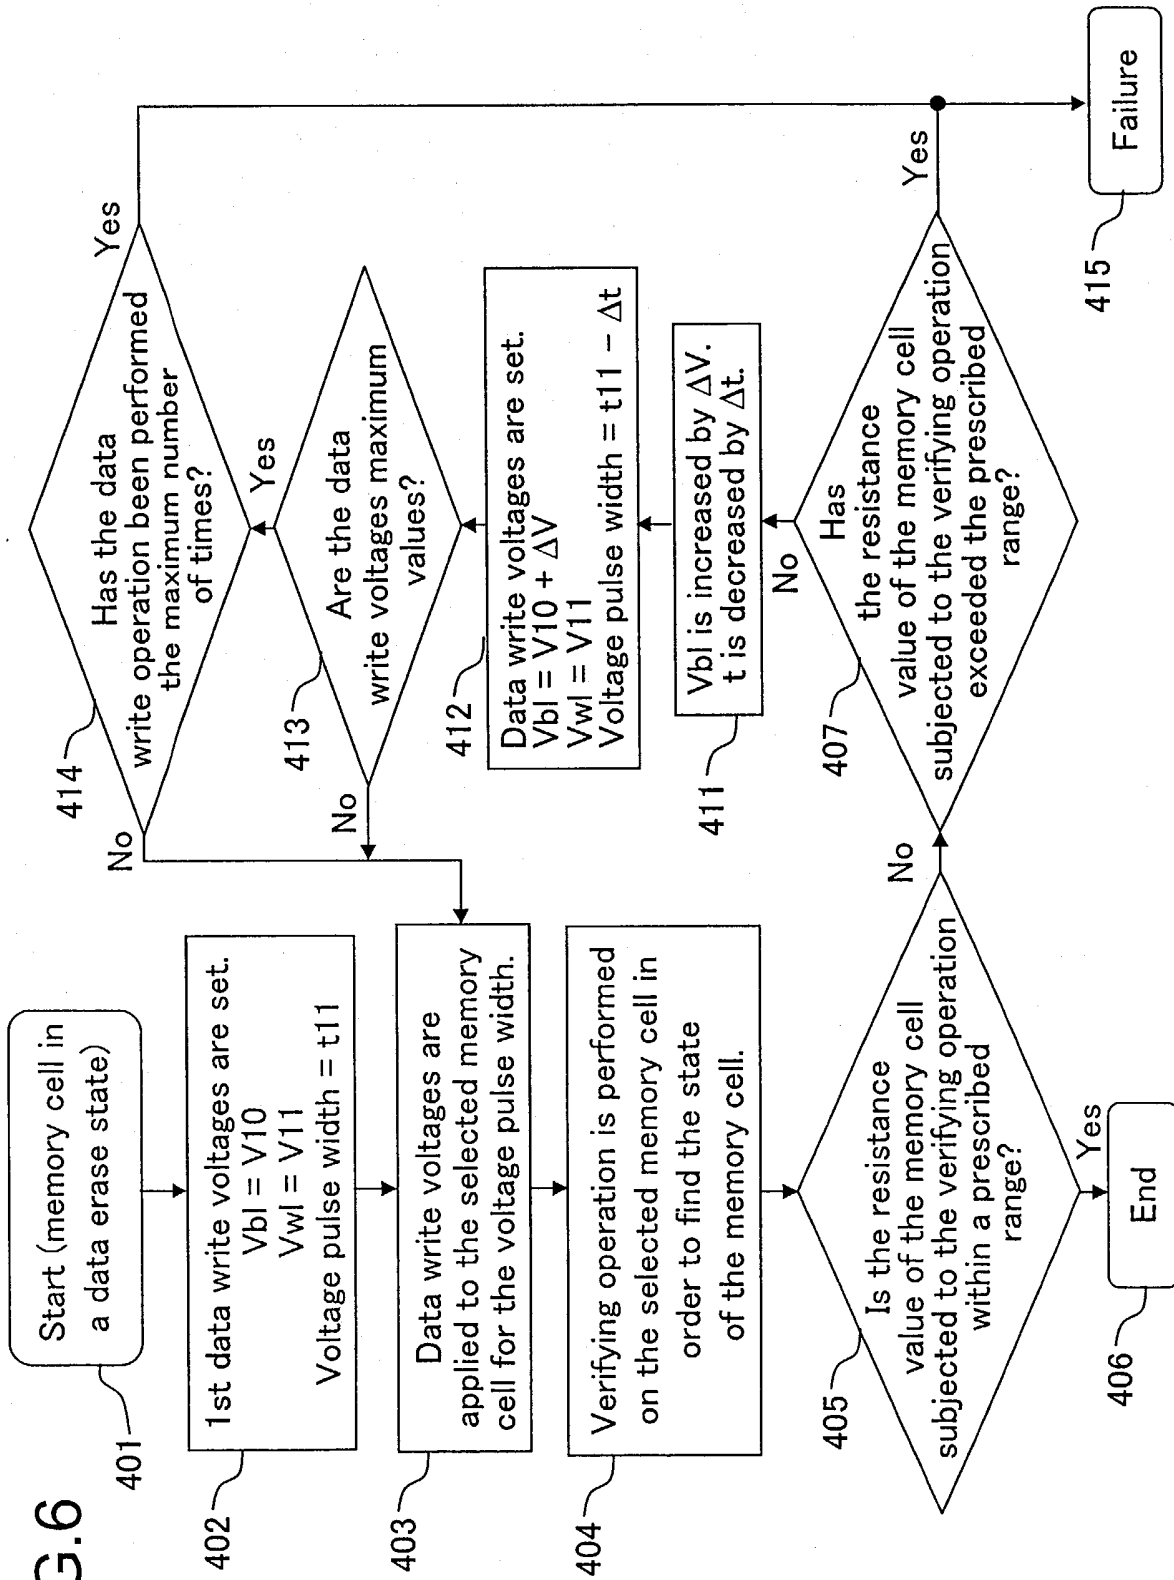 G.6
401
Start (memory cell in
a data erase state)
402
1st data write voltages are set.
Vbl = V10
Vwl = V11
Voltage pulse width = t11
403
Data write voltages are
applied to the selected memory
cell for the voltage pulse width.
404
Verifying operation is performed
on the selected memory cell in
order to find the state
of the memory cell.
405
Is the resistance
value of the memory cell
subjected to the verifying operation
within a prescribed
range?
No
Yes
406
End
407
Has
the resistance
value of the memory cell
subjected to the verifying operation
exceeded the prescribed
range?
No
Yes
411
Vbl is increased by ΔV.
t is decreased by Δt.
412
Data write voltages are set.
Vbl = V10 + ΔV
Vwl = V11
Voltage pulse width = t11 − Δt
413
Are the data
write voltages maximum
values?
No
Yes
414
Has the data
write operation been performed
the maximum number
of times?
No
Yes
415
Failure